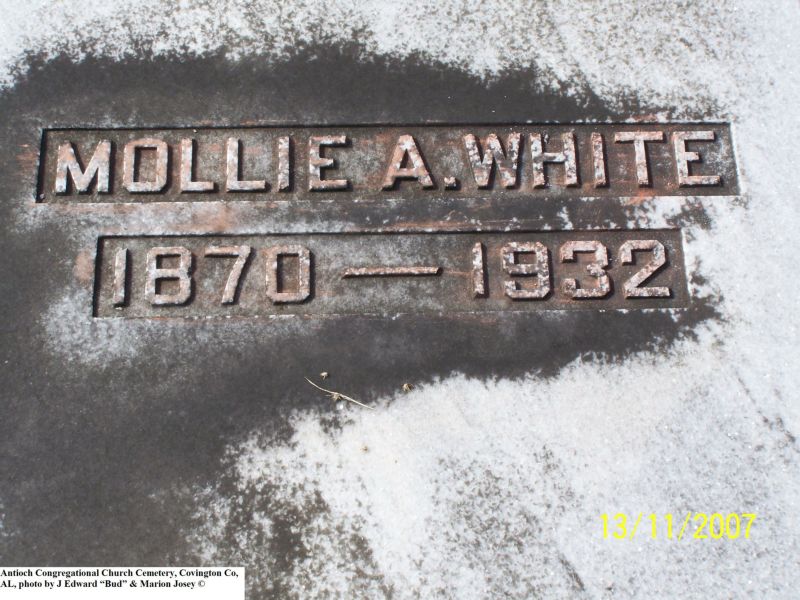 MOLLIE A. WHITE
1870 — 1932
13/11/2007
Antioch Congregational Church Cemetery, Covington Co,
AL, photo by J Edward “Bud” & Marion Josey ©